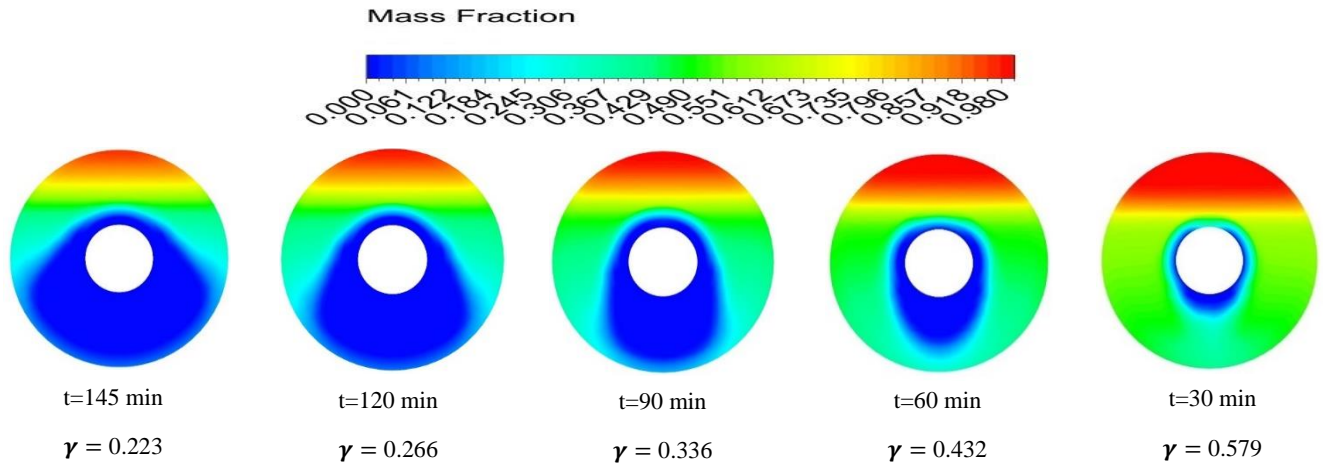 Mass Fraction
0.000 0.061 0.122 0.184 0.245 0.306 0.367 0.429 0.490 0.551 0.612 0.673 0.735 0.796 0.857 0.918 0.980
t=145 min t=120 min t=90 min t=60 min t=30 min
γ = 0.223 γ = 0.266 γ = 0.336 γ = 0.432 γ = 0.579